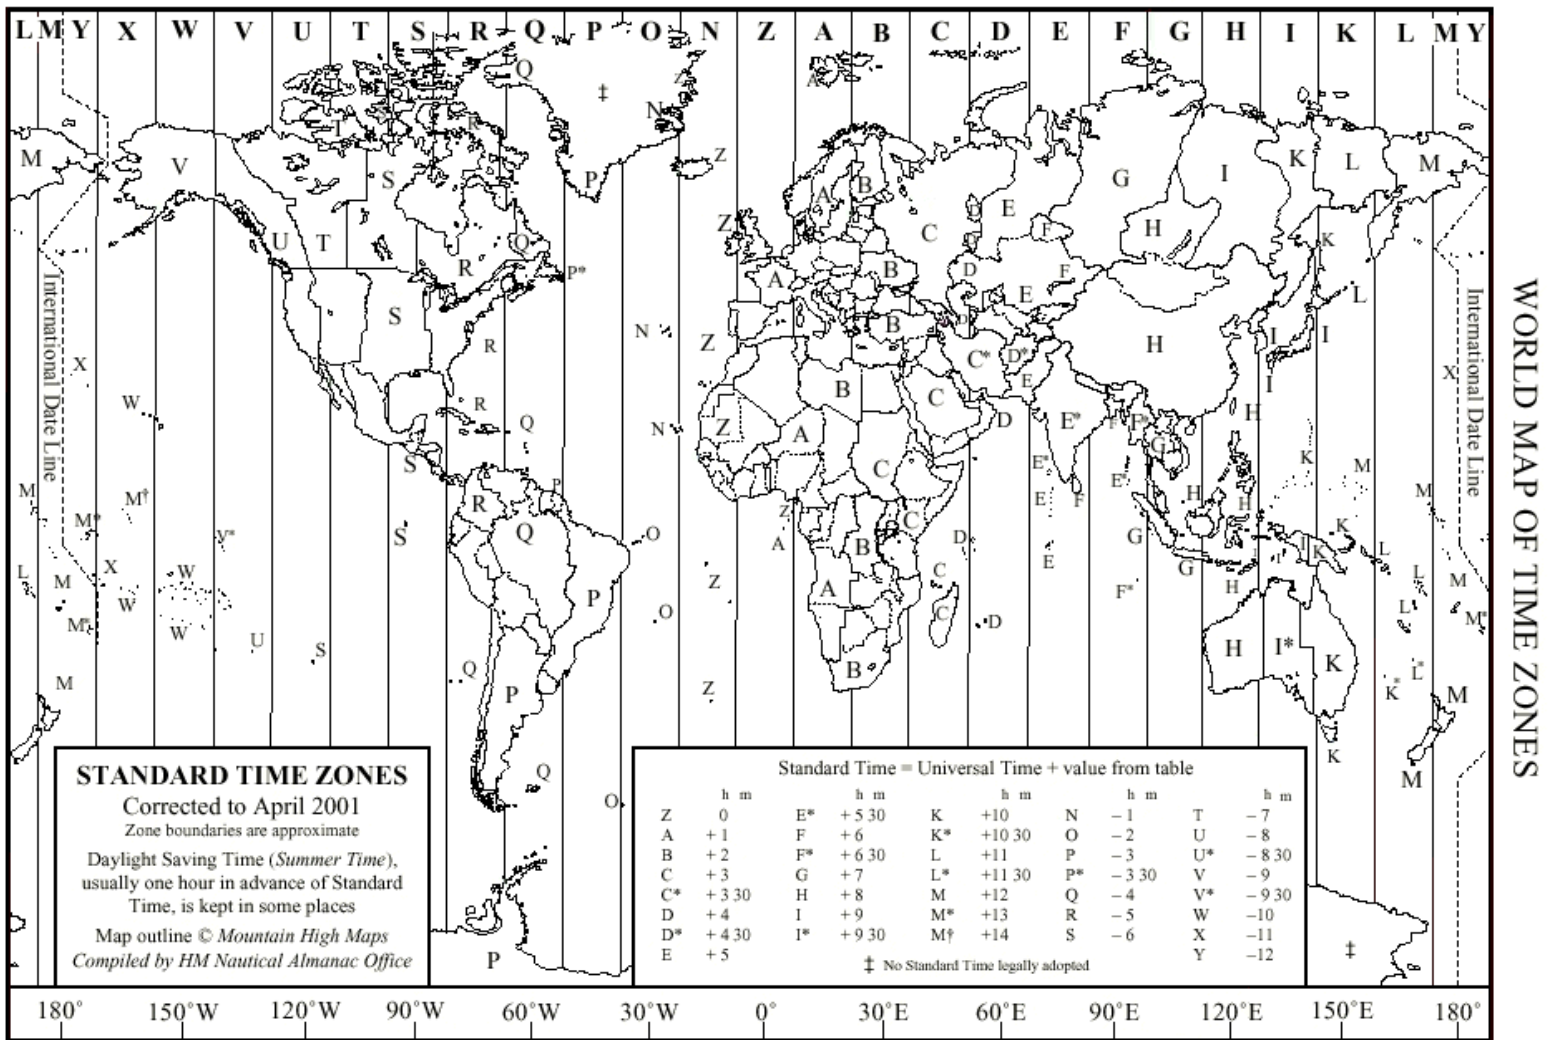 L M Y X W V U T S R Q P O N Z A B C D E F G H I K L M Y
Q ‡ Z A
N
T S R
M V S P Z A B G I K L M
U T R Q P* Z C D E F H K
A B D E F L
S N Z B D C* D* E H I I
X R X
W R Q N Z A B C D E* F F* G H K
S R P A C E* E F F* G H H K M
M M† M* V* S Q O Z A B C D E G H I K L M
L M X W W P Z A C C E F* G H I L L M
M* W U S O D H I* K L M*
M Q P Z B K* L* M
K M
Q O
P ‡
International Date Line
International Date Line
WORLD MAP OF TIME ZONES
STANDARD TIME ZONES
Corrected to April 2001
Zone boundaries are approximate
Daylight Saving Time (Summer Time),
usually one hour in advance of Standard
Time, is kept in some places
Map outline © Mountain High Maps
Compiled by HM Nautical Almanac Office
Standard Time = Universal Time + value from table
h m h m h m h m h m
Z 0 E* + 5 30 K +10 N – 1 T – 7
A + 1 F + 6 K* +10 30 O – 2 U – 8
B + 2 F* + 6 30 L +11 P – 3 U* – 8 30
C + 3 G + 7 L* +11 30 P* – 3 30 V – 9
C* + 3 30 H + 8 M +12 Q – 4 V* – 9 30
D + 4 I + 9 M* +13 R – 5 W –10
D* + 4 30 I* + 9 30 M† +14 S – 6 X –11
E + 5 Y –12
‡ No Standard Time legally adopted
180° 150°W 120°W 90°W 60°W 30°W 0° 30°E 60°E 90°E 120°E 150°E 180°